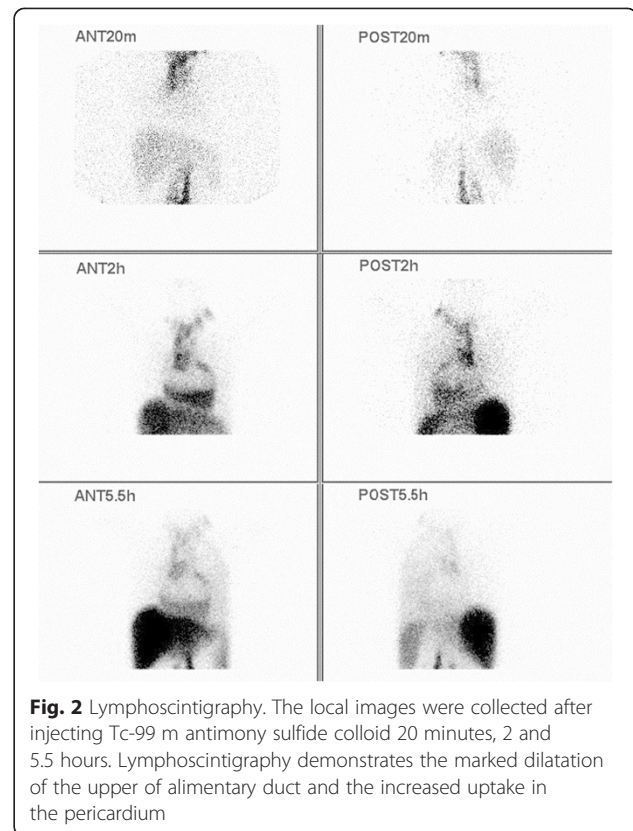 ANT20m
POST20m
ANT2h
POST2h
ANT5.5h
POST5.5h
Fig. 2 Lymphoscintigraphy. The local images were collected after
injecting Tc-99 m antimony sulfide colloid 20 minutes, 2 and
5.5 hours. Lymphoscintigraphy demonstrates the marked dilatation
of the upper of alimentary duct and the increased uptake in
the pericardium